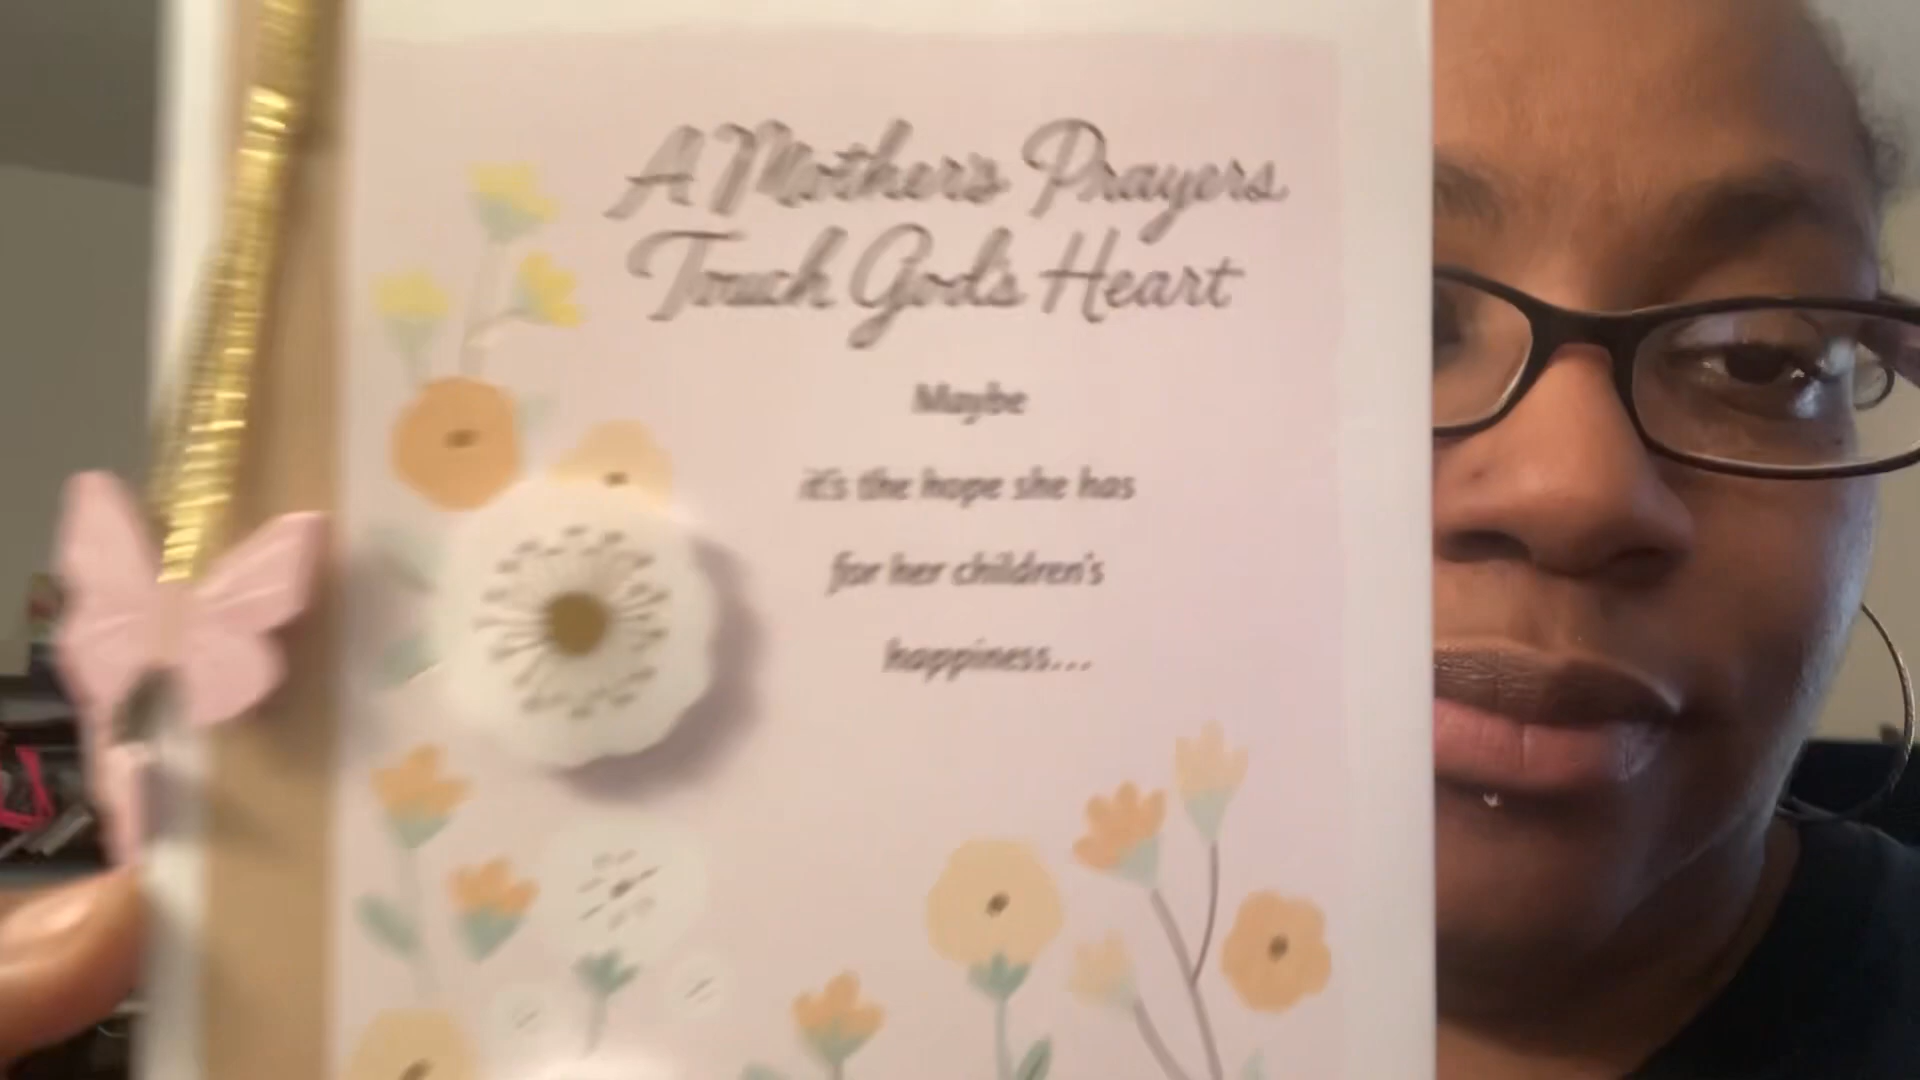 A Mother's Prayers
Touch God's Heart
Maybe
it's the hope she has
for her children's
happiness...